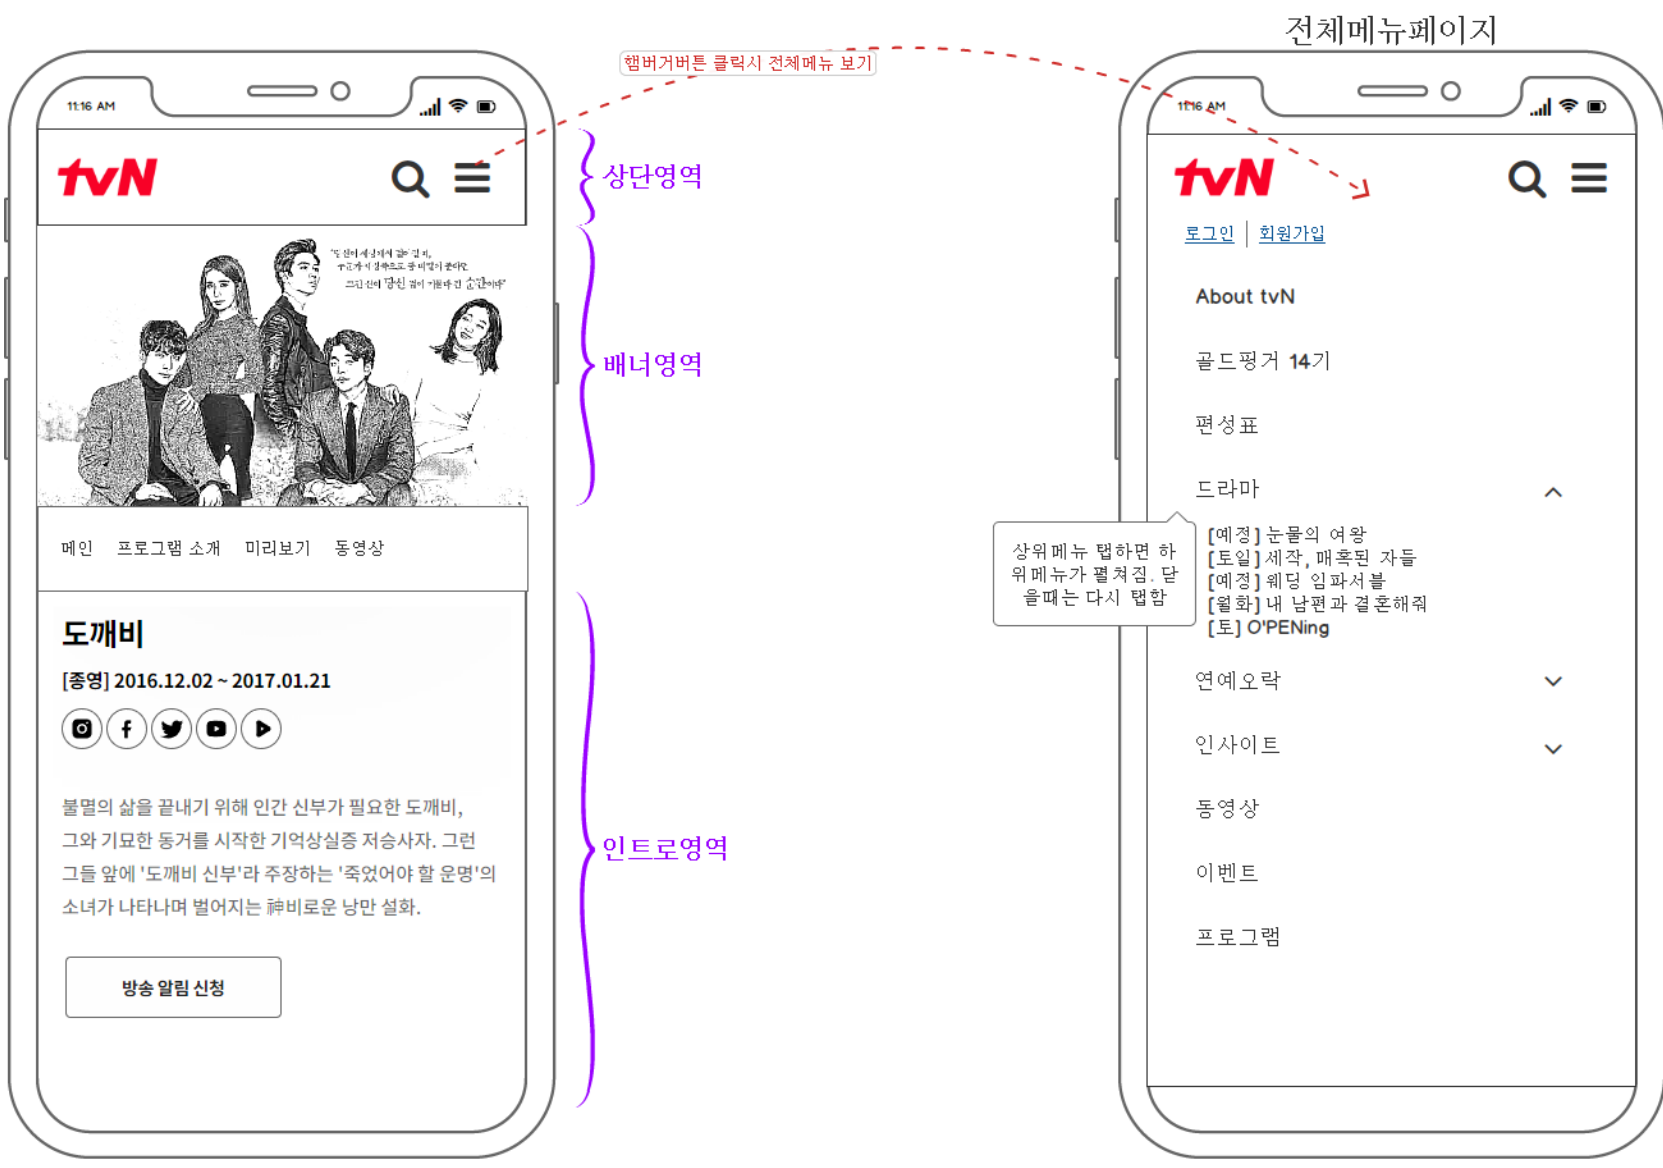 전체메뉴페이지
햄버거버튼 클릭시 전체메뉴 보기
11:16 AM
tvN
상단영역
배너영역
메인 프로그램 소개 미리보기 동영상
도깨비
[종영] 2016.12.02 ~ 2017.01.21
불멸의 삶을 끝내기 위해 인간 신부가 필요한 도깨비,
그와 기묘한 동거를 시작한 기억상실증 저승사자. 그런
그들 앞에 '도깨비 신부'라 주장하는 '죽었어야 할 운명'의
소녀가 나타나며 벌어지는 神비로운 낭만 설화.
방송 알림 신청
인트로영역
11:16 AM
tvN
로그인 | 회원가입
About tvN
골드핑거 14기
편성표
드라마
상위메뉴 탭하면 하
위메뉴가 펼쳐짐. 닫
을때는 다시 탭함
[예정] 눈물의 여왕
[토일] 세작, 매혹된 자들
[예정] 웨딩 임파서블
[월화] 내 남편과 결혼해줘
[토] O'PENing
연예오락
인사이트
동영상
이벤트
프로그램